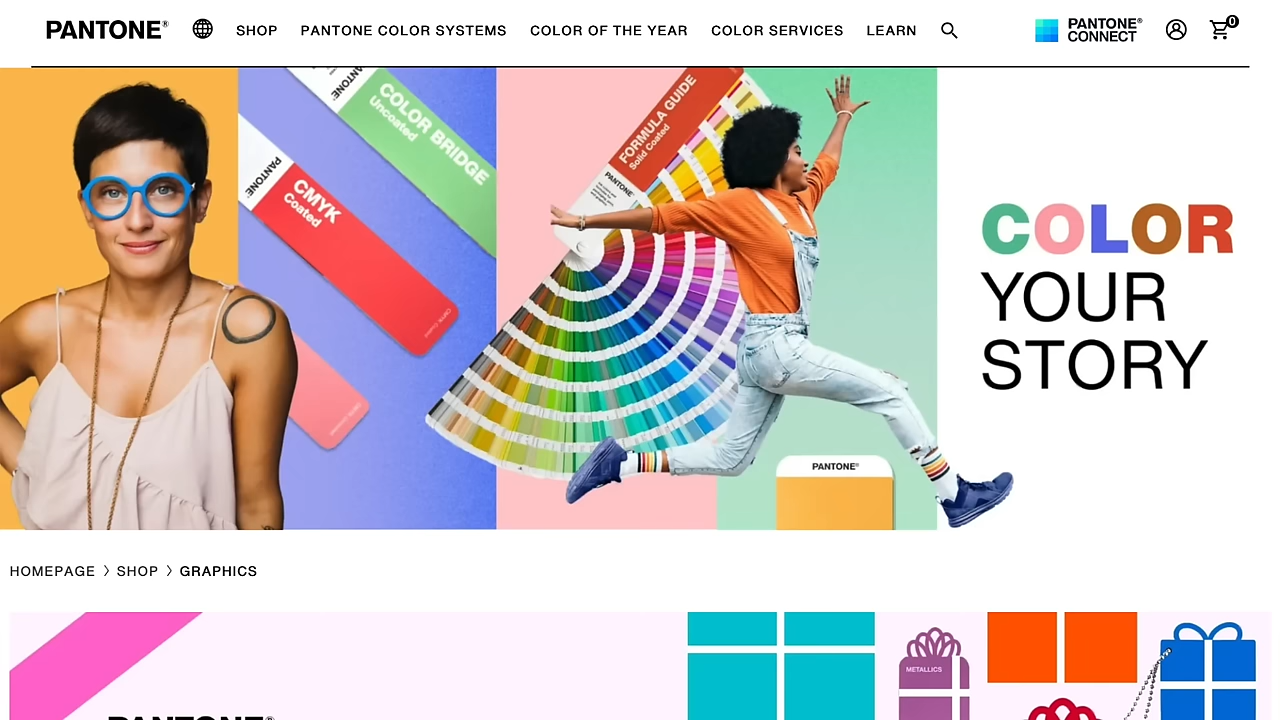 PANTONE®
SHOP
PANTONE COLOR SYSTEMS
COLOR OF THE YEAR
COLOR SERVICES
LEARN
PANTONE®
CONNECT
0
PANTONE®
COLOR BRIDGE
Uncoated
PANTONE®
CMYK
Coated
FORMULA GUIDE
Solid Coated
PANTONE®
PANTONE®
COLOR
YOUR
STORY
HOMEPAGE > SHOP > GRAPHICS
METALLICS
PANTONE®